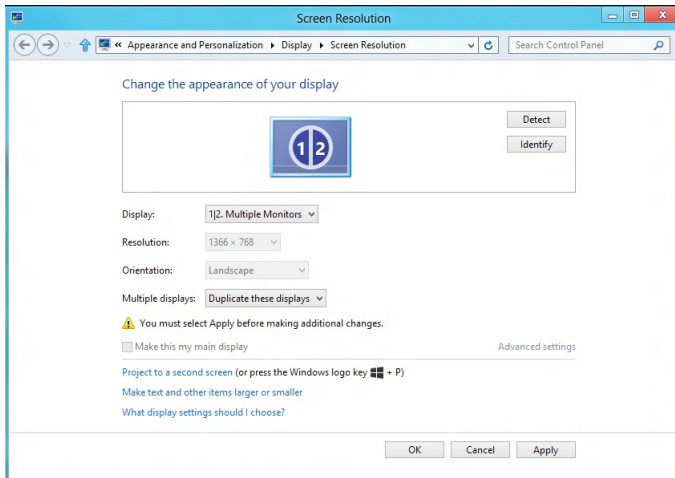 Screen Resolution
« Appearance and Personalization ▸ Display ▸ Screen Resolution
Search Control Panel
Change the appearance of your display
Detect
1|2
Identify
Display: 1|2. Multiple Monitors
Resolution: 1366 × 768
Orientation: Landscape
Multiple displays: Duplicate these displays
You must select Apply before making additional changes.
Make this my main display Advanced settings
Project to a second screen (or press the Windows logo key + P)
Make text and other items larger or smaller
What display settings should I choose?
OK Cancel Apply